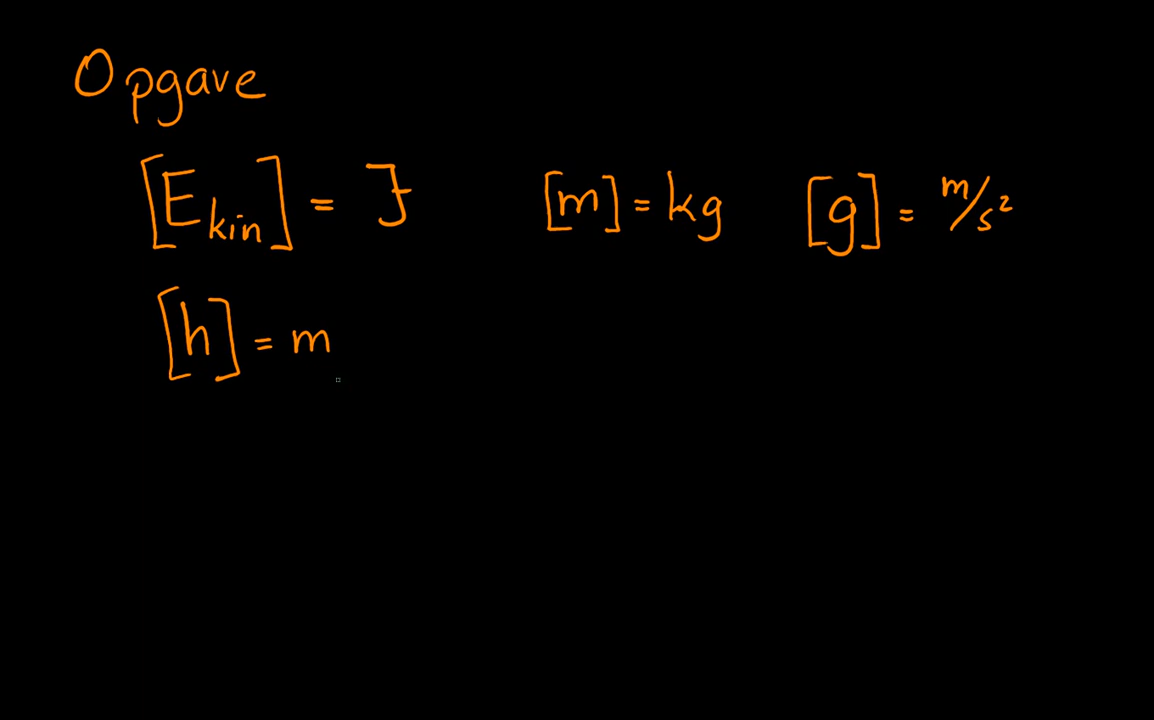 Opgave
[E_kin] = J [m] = kg [g] = m/s²
[h] = m